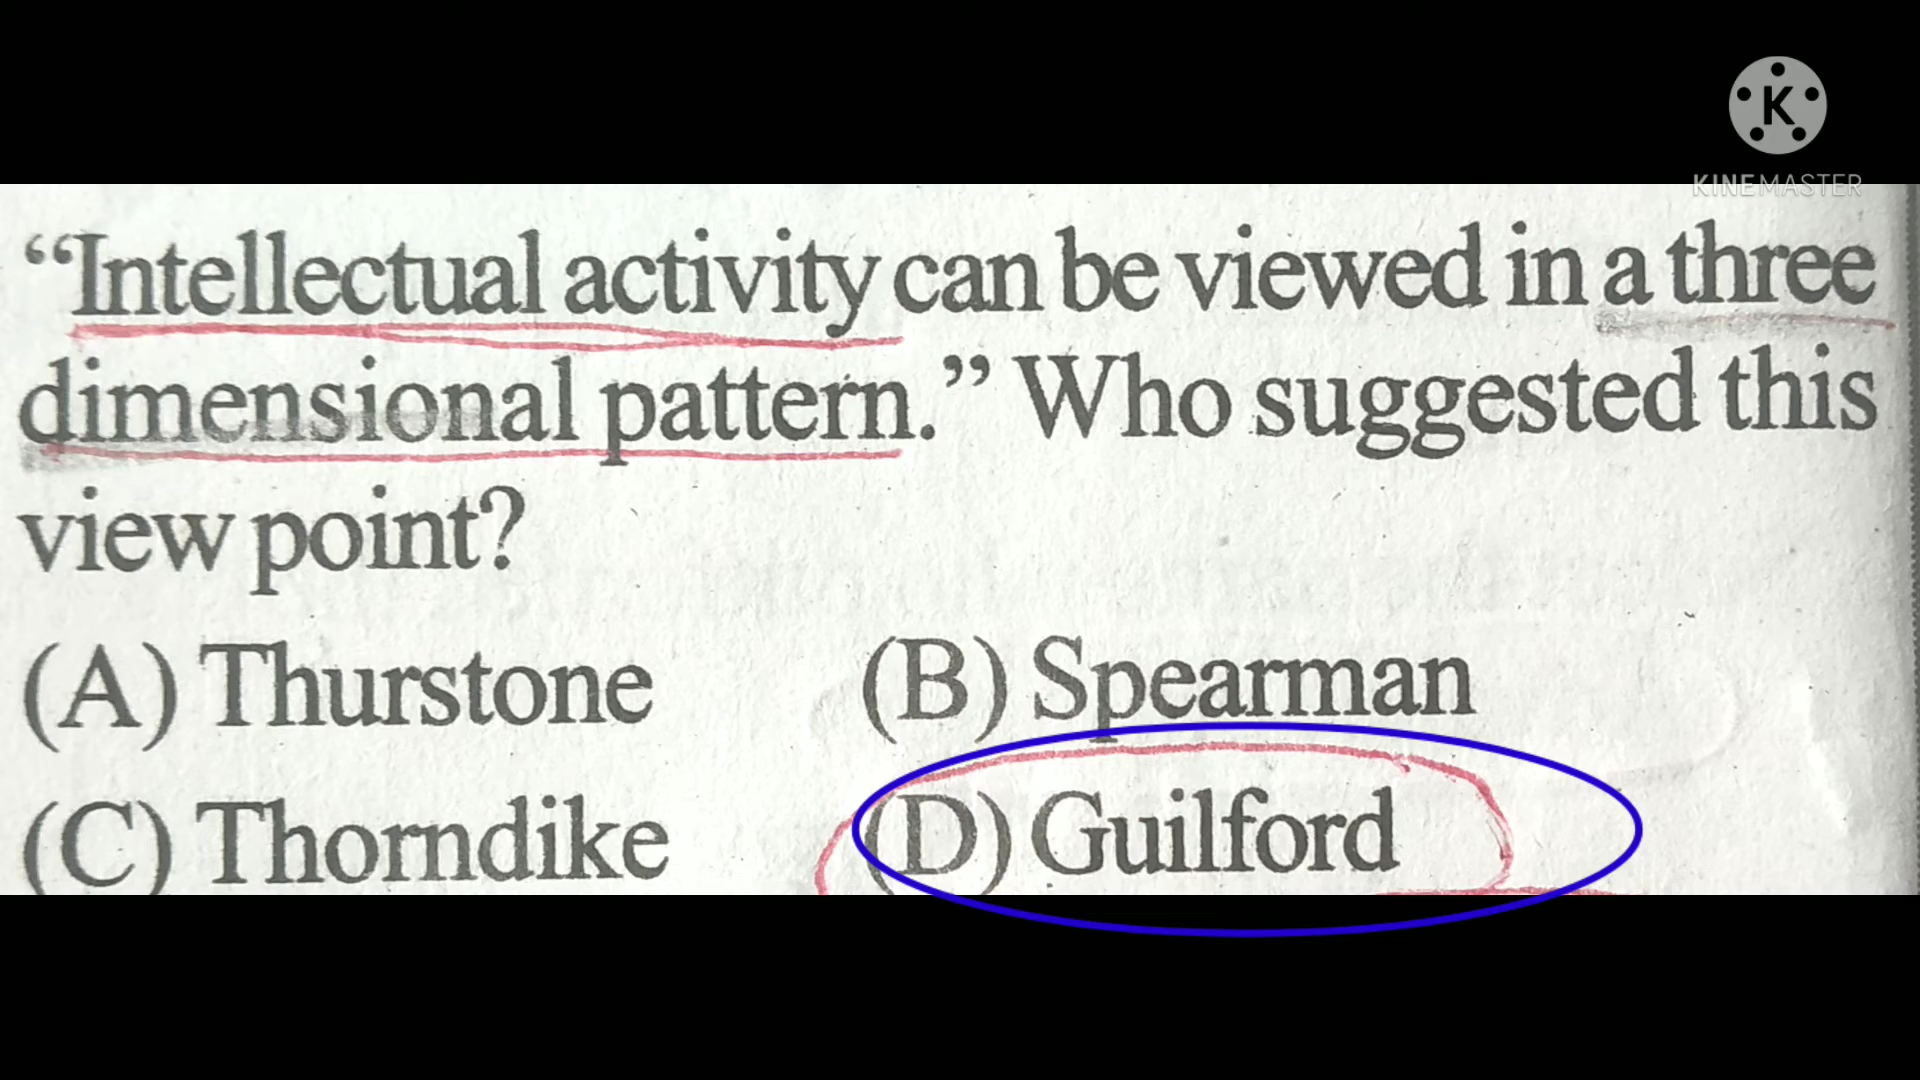 K
KINEMASTER
“Intellectual activity can be viewed in a three
dimensional pattern.” Who suggested this
view point?
(A) Thurstone (B) Spearman
(C) Thorndike (D) Guilford